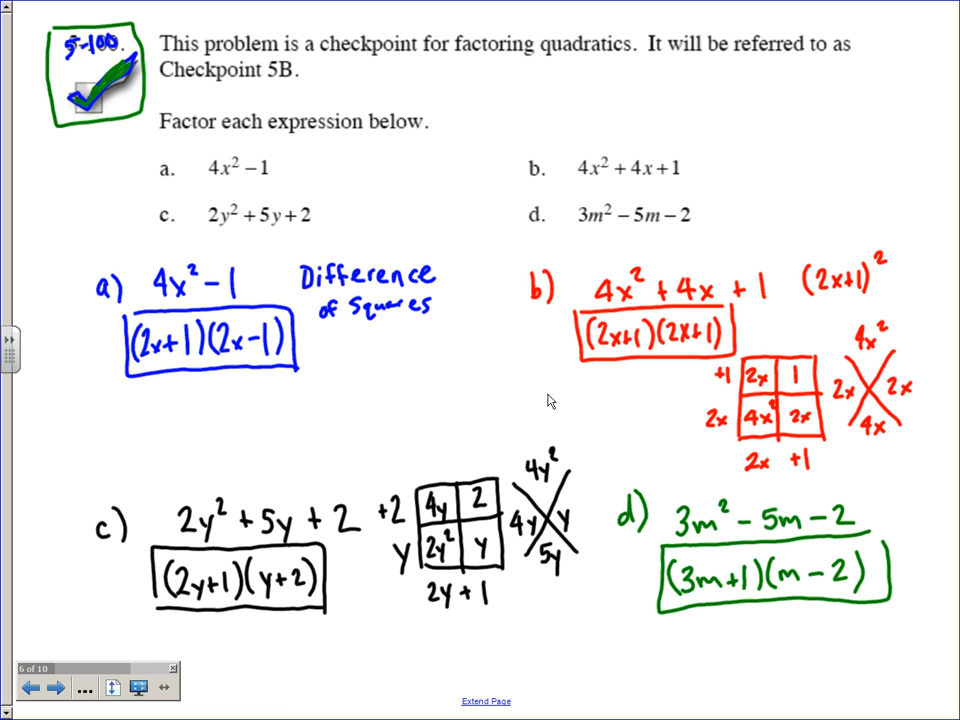 5-100.
This problem is a checkpoint for factoring quadratics. It will be referred to as
Checkpoint 5B.
Factor each expression below.
a. 4x² – 1
b. 4x² + 4x + 1
c. 2y² + 5y + 2
d. 3m² – 5m – 2
a) 4x² – 1
Difference
of Squares
(2x+1)(2x–1)
b) 4x² + 4x + 1
(2x+1)²
(2x+1)(2x+1)
+1 2x 1
2x 4x² 2x
2x +1
4x²
2x 2x
4x
c) 2y² + 5y + 2
(2y+1)(y+2)
+2 4y 2
y 2y² y
2y + 1
4y²
4y y
5y
d) 3m² – 5m – 2
(3m+1)(m–2)
6 of 10
...
Extend Page